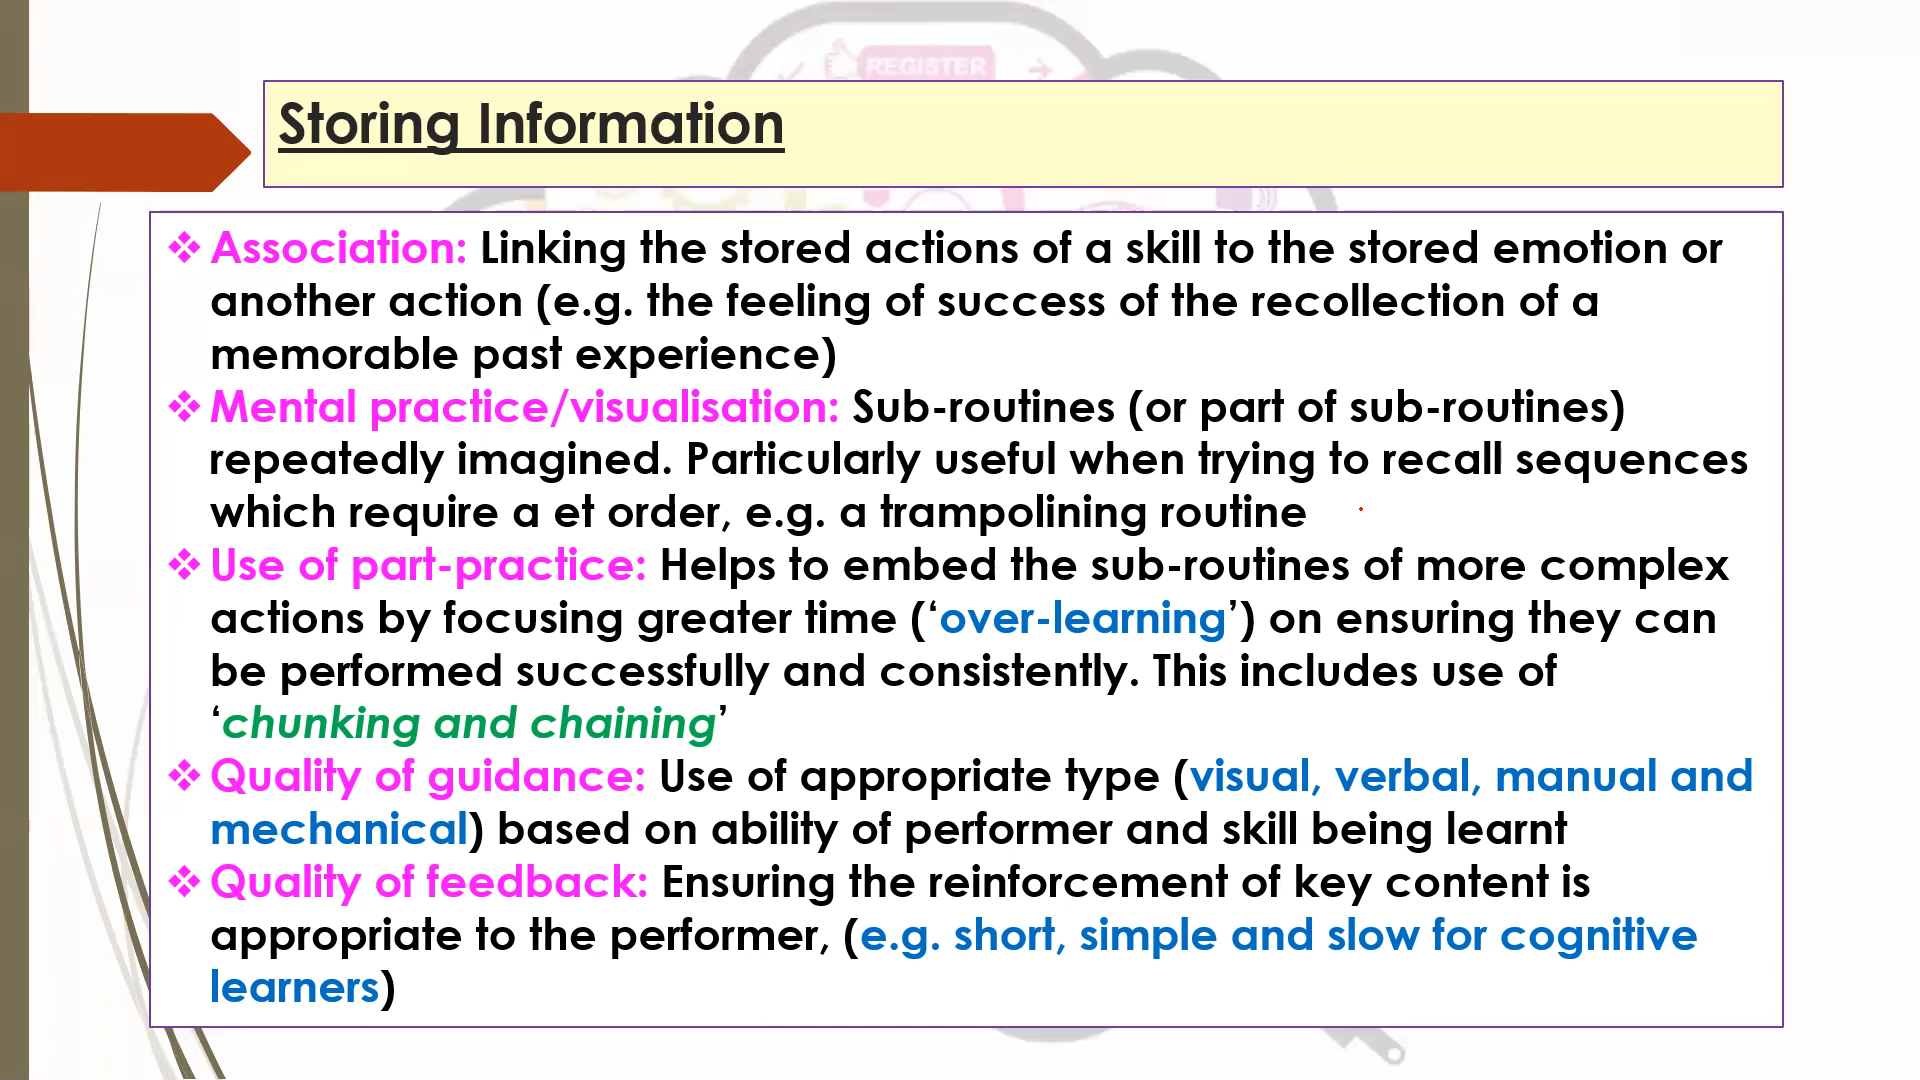 REGISTER
Storing Information
❖ Association: Linking the stored actions of a skill to the stored emotion or
another action (e.g. the feeling of success of the recollection of a
memorable past experience)
❖ Mental practice/visualisation: Sub-routines (or part of sub-routines)
repeatedly imagined. Particularly useful when trying to recall sequences
which require a et order, e.g. a trampolining routine
❖ Use of part-practice: Helps to embed the sub-routines of more complex
actions by focusing greater time (‘over-learning’) on ensuring they can
be performed successfully and consistently. This includes use of
‘chunking and chaining’
❖ Quality of guidance: Use of appropriate type (visual, verbal, manual and
mechanical) based on ability of performer and skill being learnt
❖ Quality of feedback: Ensuring the reinforcement of key content is
appropriate to the performer, (e.g. short, simple and slow for cognitive
learners)